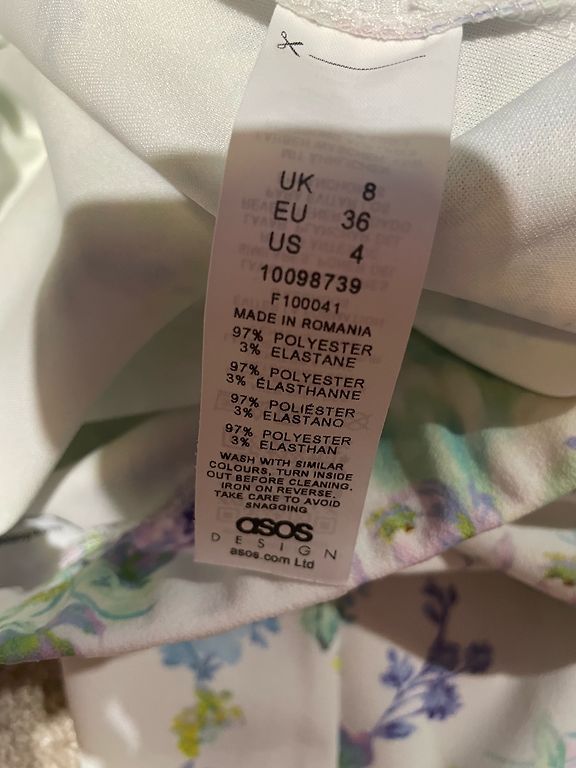 UK 8
EU 36
US 4
10098739
F100041
MADE IN ROMANIA
97% POLYESTER
3% ELASTANE
97% POLYESTER
3% ÉLASTHANNE
97% POLIÉSTER
3% ELASTANO
97% POLYESTER
3% ELASTHAN
WASH WITH SIMILAR
COLOURS, TURN INSIDE
OUT BEFORE CLEANING.
IRON ON REVERSE.
TAKE CARE TO AVOID
SNAGGING
asos
DESIGN
asos.com Ltd